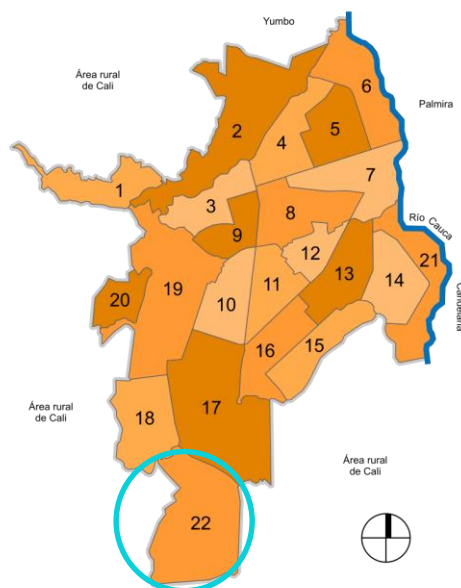 Yumbo
Área rural
de Cali
6
Palmira
2
5
4
7
1
3
8
Río Cauca
9
12
21
13
14
20
19
10
11
Candelaria
16
15
18
17
Área rural
de Cali
Área rural
de Cali
22